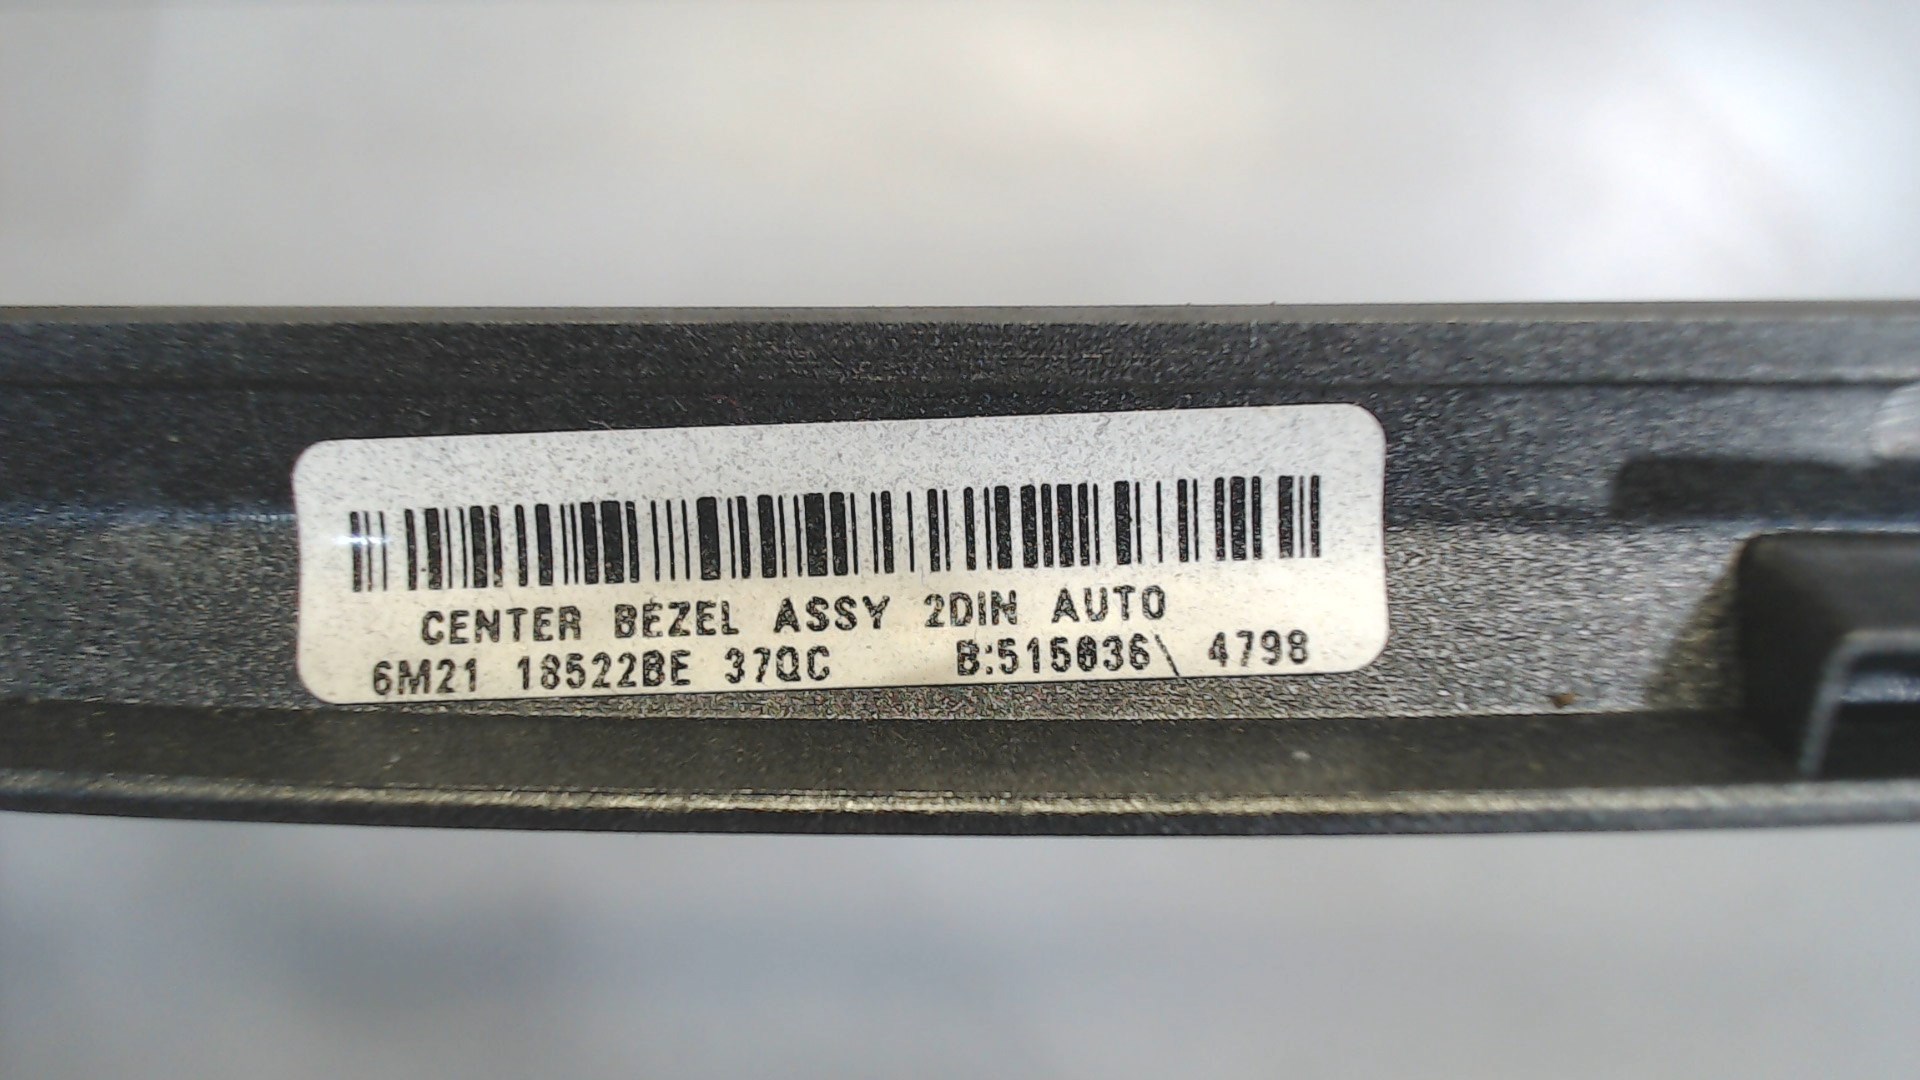 CENTER BEZEL ASSY 2DIN AUTO
6M21 18522BE 37QC B:515036\ 4798